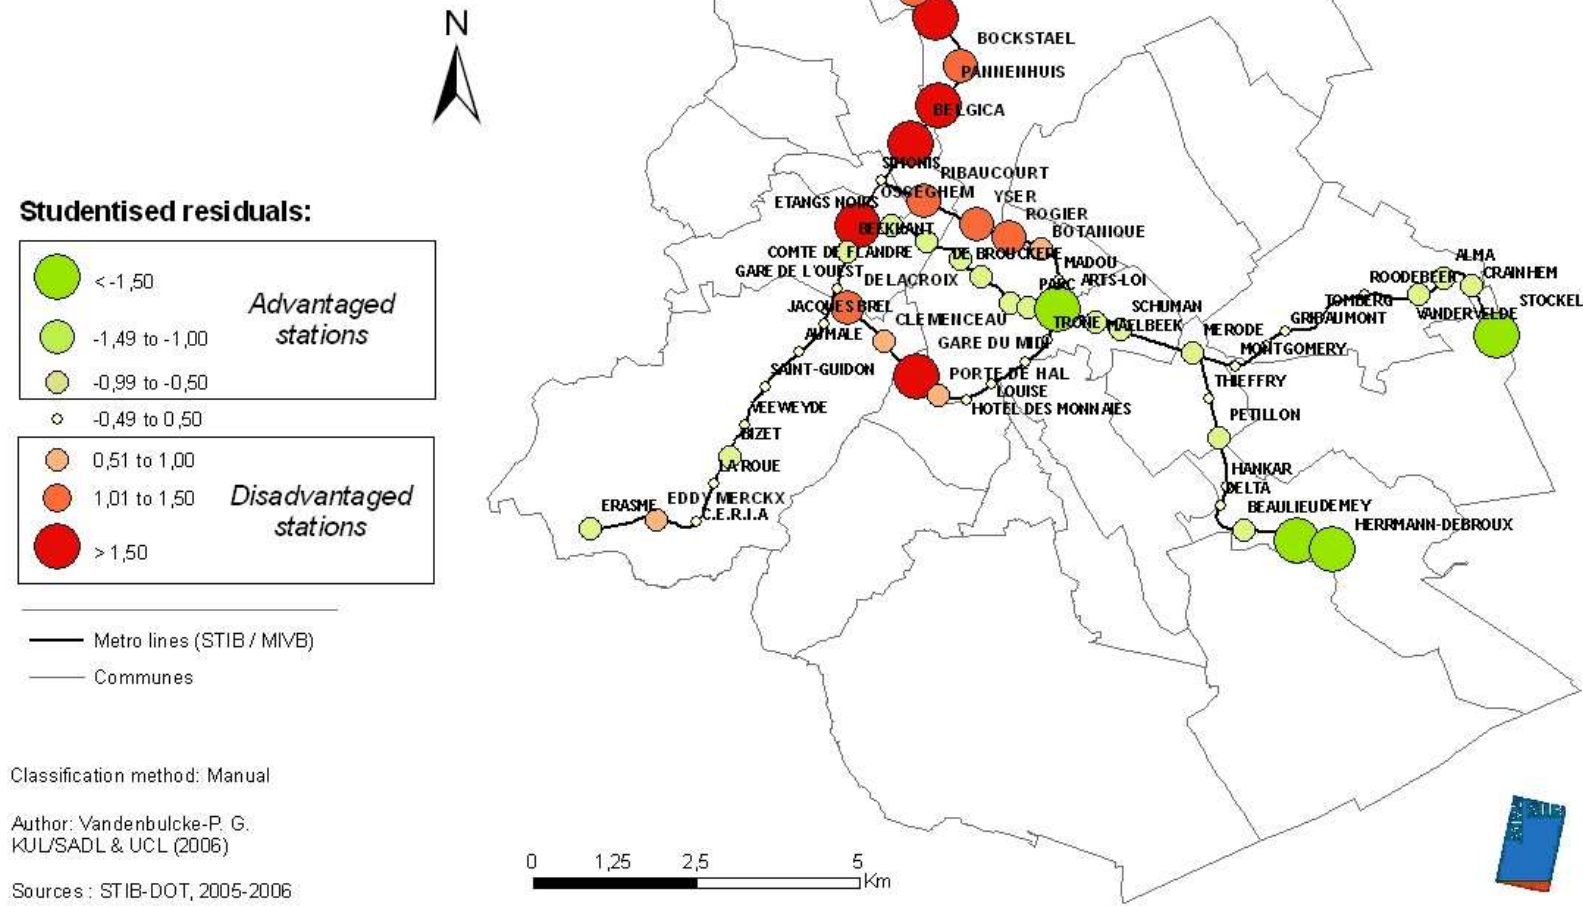 N
BOCKSTAEL
PANNENHUIS
BELGICA
SIMONIS
RIBAUCOURT
OSSEGHEM
YSER
ETANGS NOIRS
ROGIER
BEEKKANT
BOTANIQUE
COMTE DE FLANDRE
DE BROUCKERE
MADOU
GARE DE L'OUEST
DELACROIX
PARC
ARTS-LOI
JACQUES BREL
CLEMENCEAU
TRONE
MAELBEEK
SCHUMAN
AUMALE
GARE DU MIDI
MERODE
GRIBAUMONT
TOMBERG
ROODEBEEK
ALMA
CRAINHEM
VANDERVELDE
STOCKEL
MONTGOMERY
SAINT-GUIDON
PORTE DE HAL
LOUISE
THIEFFRY
VEEWEYDE
HOTEL DES MONNAIES
PETILLON
BIZET
LA ROUE
HANKAR
EDDY MERCKX
DELTA
ERASME
C.E.R.I.A
BEAULIEU
DEMEY
HERRMANN-DEBROUX
Studentised residuals:
< -1,50
-1,49 to -1,00
-0,99 to -0,50
Advantaged
stations
-0,49 to 0,50
0,51 to 1,00
1,01 to 1,50
> 1,50
Disadvantaged
stations
Metro lines (STIB / MIVB)
Communes
Classification method: Manual
Author: Vandenbulcke-P. G.
KUL/SADL & UCL (2006)
Sources : STIB-DOT, 2005-2006
0 1,25 2,5 5
Km